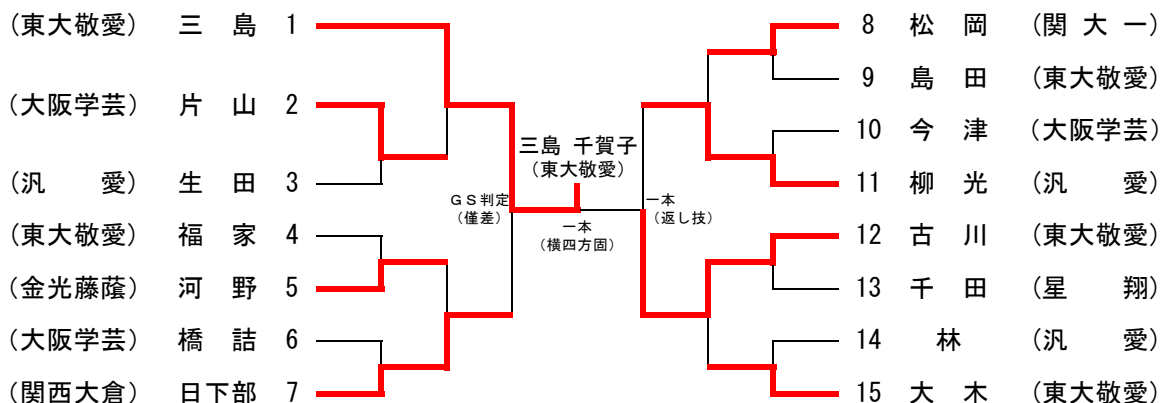 （東大敬愛） 三 島 1
（大阪学芸） 片 山 2
（汎 愛） 生 田 3
（東大敬愛） 福 家 4
（金光藤蔭） 河 野 5
（大阪学芸） 橋 詰 6
（関西大倉） 日下部 7
三島 千賀子
（東大敬愛）
ＧＳ判定
（僅差）
一本
（横四方固）
一本
（返し技）
8 松 岡 （関 大 一）
9 島 田 （東大敬愛）
10 今 津 （大阪学芸）
11 柳 光 （汎 愛）
12 古 川 （東大敬愛）
13 千 田 （星 翔）
14 林 （汎 愛）
15 大 木 （東大敬愛）